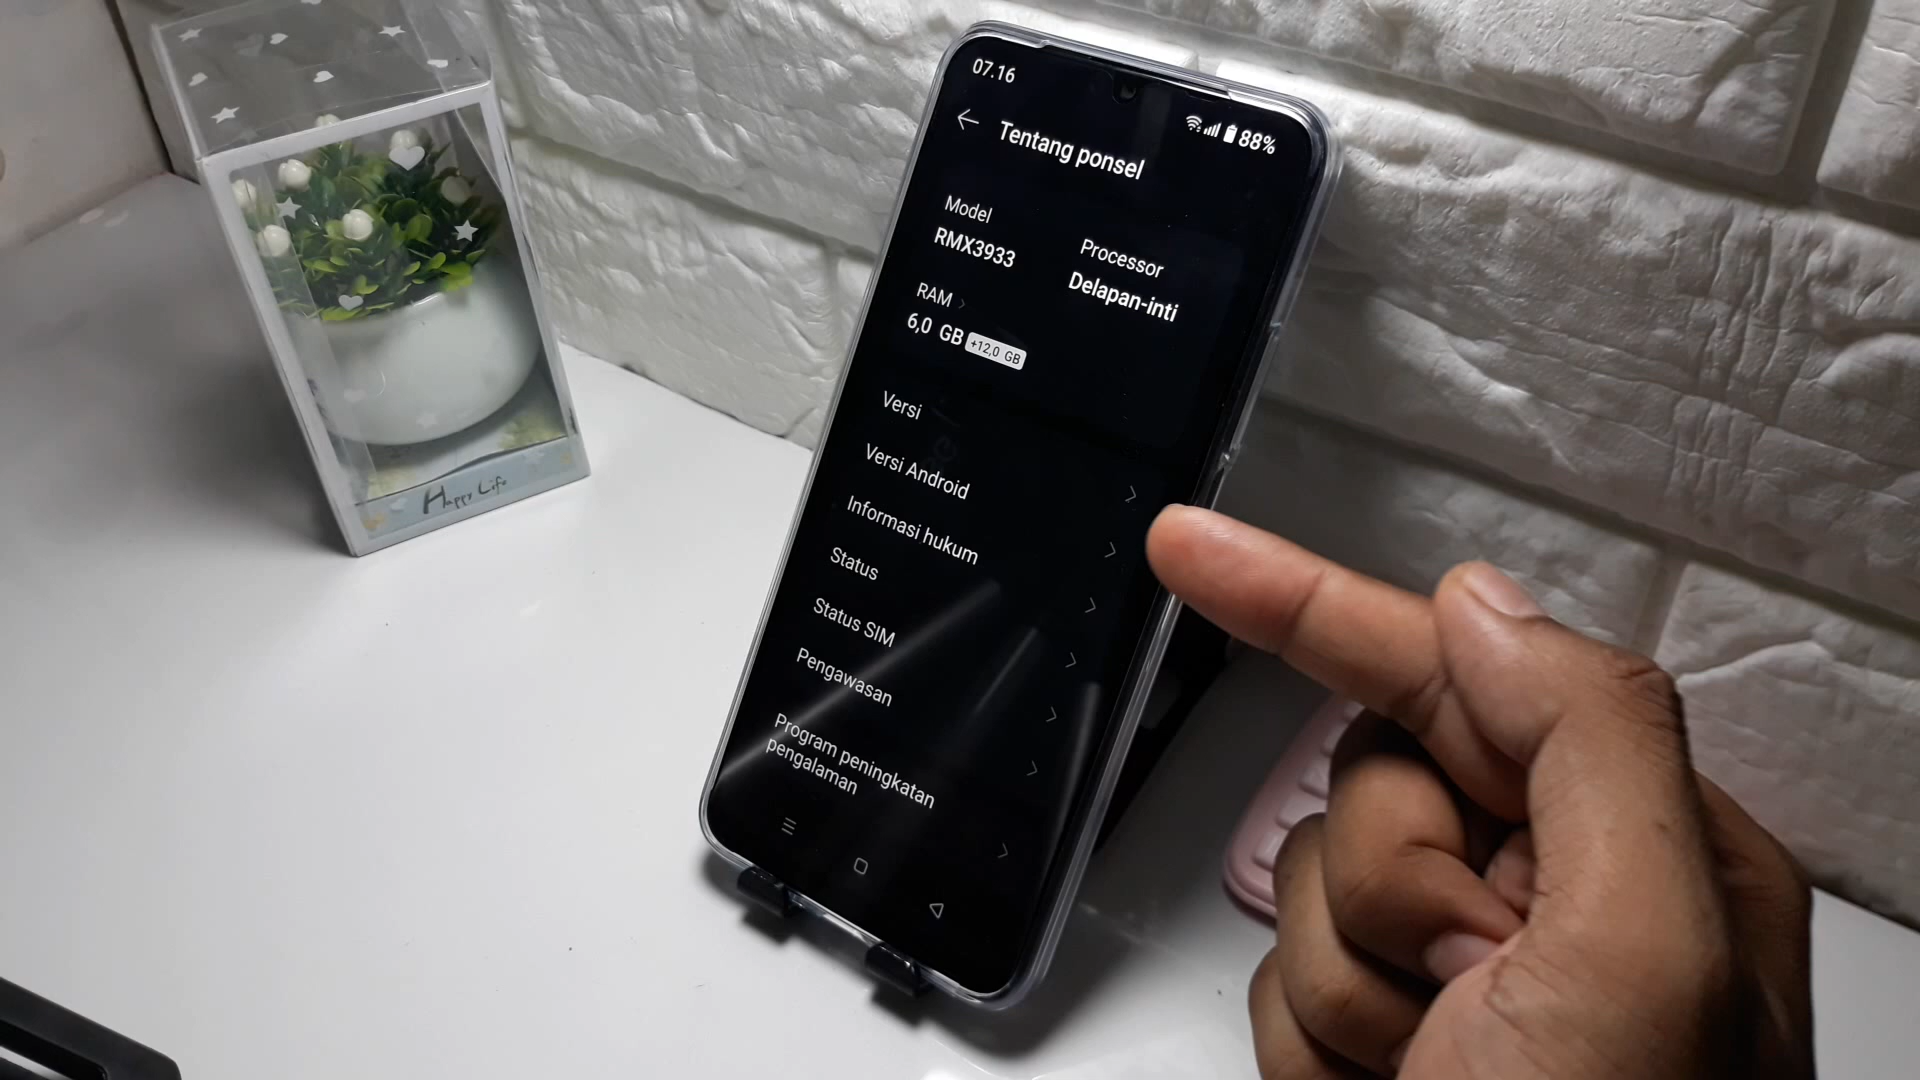 07.16
88%
Tentang ponsel
Model
RMX3933
Processor
Delapan-inti
RAM
6,0 GB +12,0 GB
Versi
Versi Android
Informasi hukum
Status
Status SIM
Pengawasan
Program peningkatan
pengalaman
Happy Life